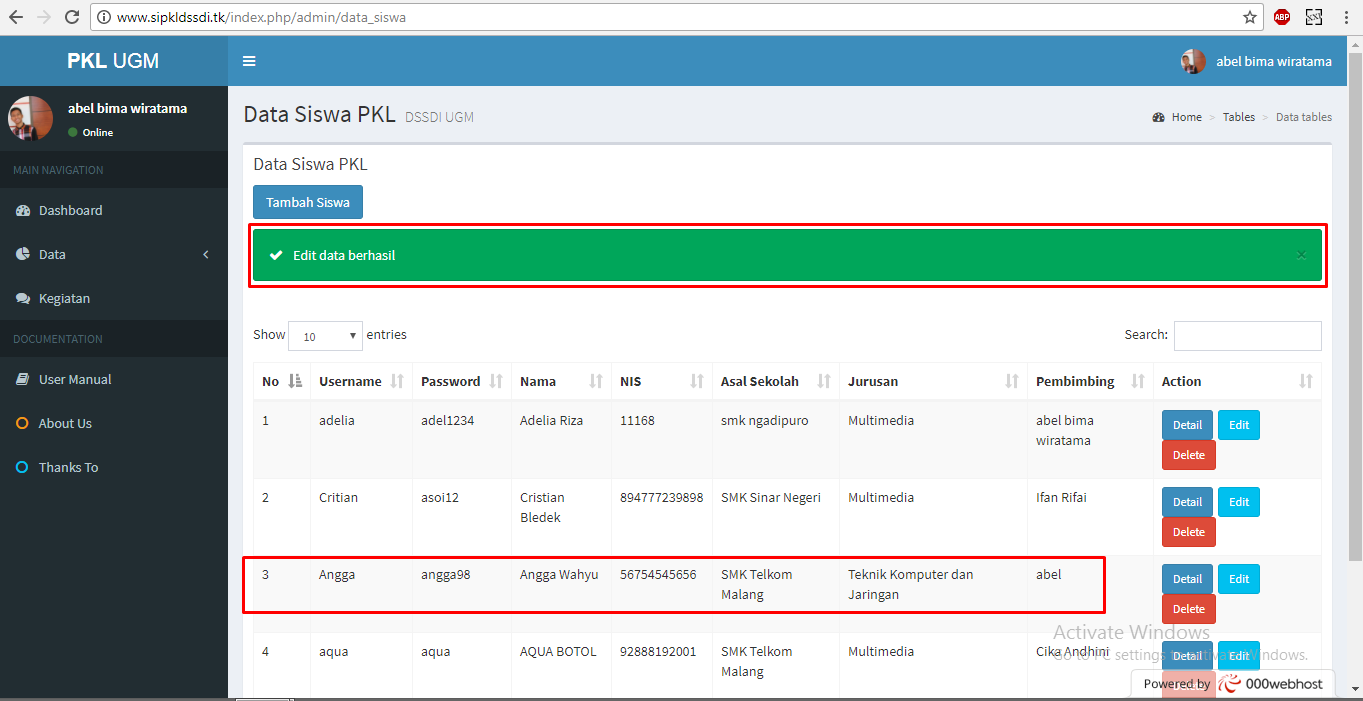 www.sipkldssdi.tk/index.php/admin/data_siswa
ABP
PKL UGM
abel bima wiratama
abel bima wiratama
Online
Data Siswa PKL DSSDI UGM
Home > Tables > Data tables
MAIN NAVIGATION
Dashboard
Data
Kegiatan
DOCUMENTATION
User Manual
About Us
Thanks To
Data Siswa PKL
Tambah Siswa
Edit data berhasil ×
Show 10 entries
Search:
No Username Password Nama NIS Asal Sekolah Jurusan Pembimbing Action
1 adelia adel1234 Adelia Riza 11168 smk ngadipuro Multimedia abel bima Detail Edit
wiratama
Delete
2 Critian asoi12 Cristian 894777239898 SMK Sinar Negeri Multimedia Ifan Rifai Detail Edit
Bledek
Delete
3 Angga angga98 Angga Wahyu 56754545656 SMK Telkom Teknik Komputer dan abel Detail Edit
Malang Jaringan
Delete
4 aqua aqua AQUA BOTOL 92888192001 SMK Telkom Multimedia Cika Andhini Detail Edit
Malang
Activate Windows
Go to PC settings to activate Windows.
Powered by 000webhost